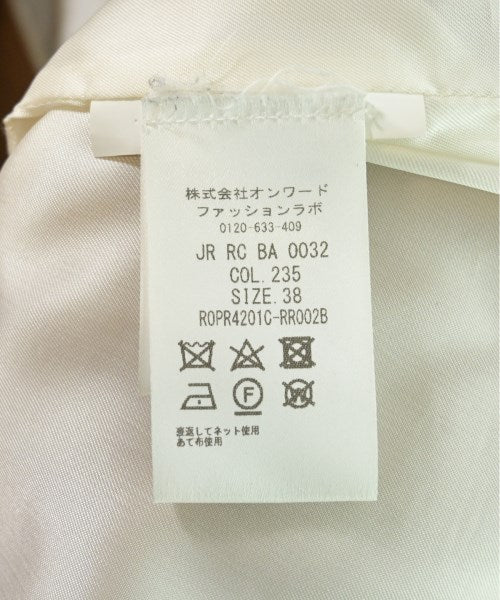 株式会社オンワード
ファッションラボ
0120-633-409
JR RC BA 0032
COL.235
SIZE.38
ROPR4201C-RR002B
F
W
裏返してネット使用
あて布使用